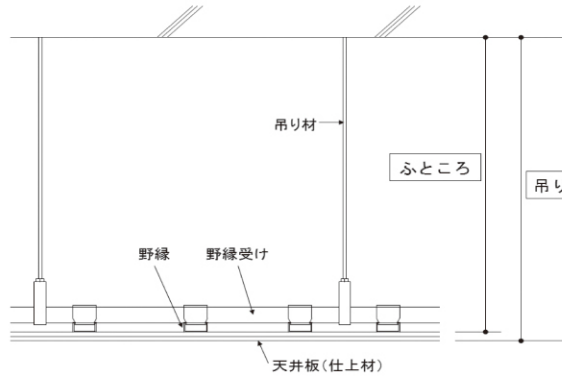 吊り材
ふところ
吊り
野縁
野縁受け
天井板(仕上材)